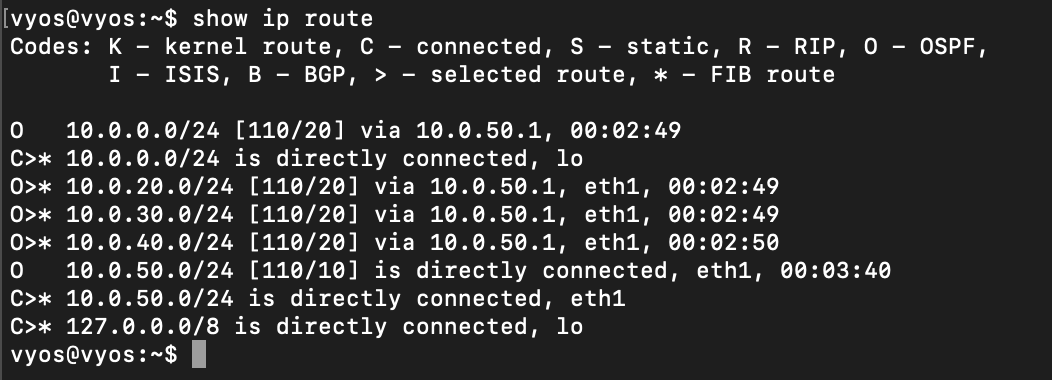 [vyos@vyos:~$ show ip route
Codes: K – kernel route, C – connected, S – static, R – RIP, O – OSPF,
       I – ISIS, B – BGP, > – selected route, * – FIB route

O   10.0.0.0/24 [110/20] via 10.0.50.1, 00:02:49
C>* 10.0.0.0/24 is directly connected, lo
O>* 10.0.20.0/24 [110/20] via 10.0.50.1, eth1, 00:02:49
O>* 10.0.30.0/24 [110/20] via 10.0.50.1, eth1, 00:02:49
O>* 10.0.40.0/24 [110/20] via 10.0.50.1, eth1, 00:02:50
O   10.0.50.0/24 [110/10] is directly connected, eth1, 00:03:40
C>* 10.0.50.0/24 is directly connected, eth1
C>* 127.0.0.0/8 is directly connected, lo
vyos@vyos:~$